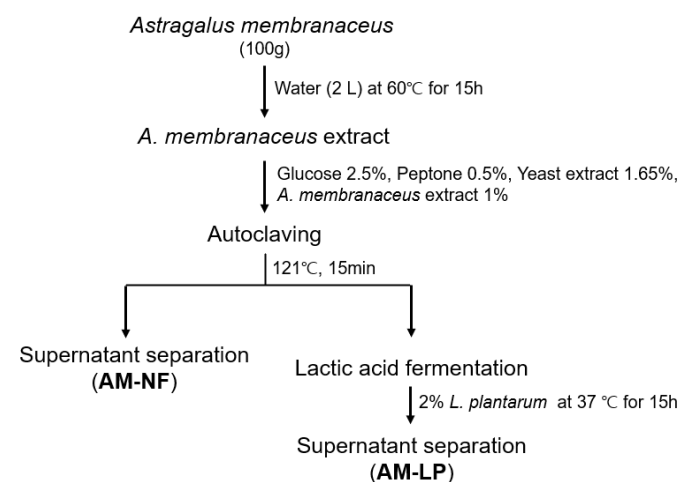 Astragalus membranaceus
(100g)
Water (2 L) at 60℃ for 15h
A. membranaceus extract
Glucose 2.5%, Peptone 0.5%, Yeast extract 1.65%,
A. membranaceus extract 1%
Autoclaving
121℃, 15min
Supernatant separation
(AM-NF)
Lactic acid fermentation
2% L. plantarum at 37 ℃ for 15h
Supernatant separation
(AM-LP)